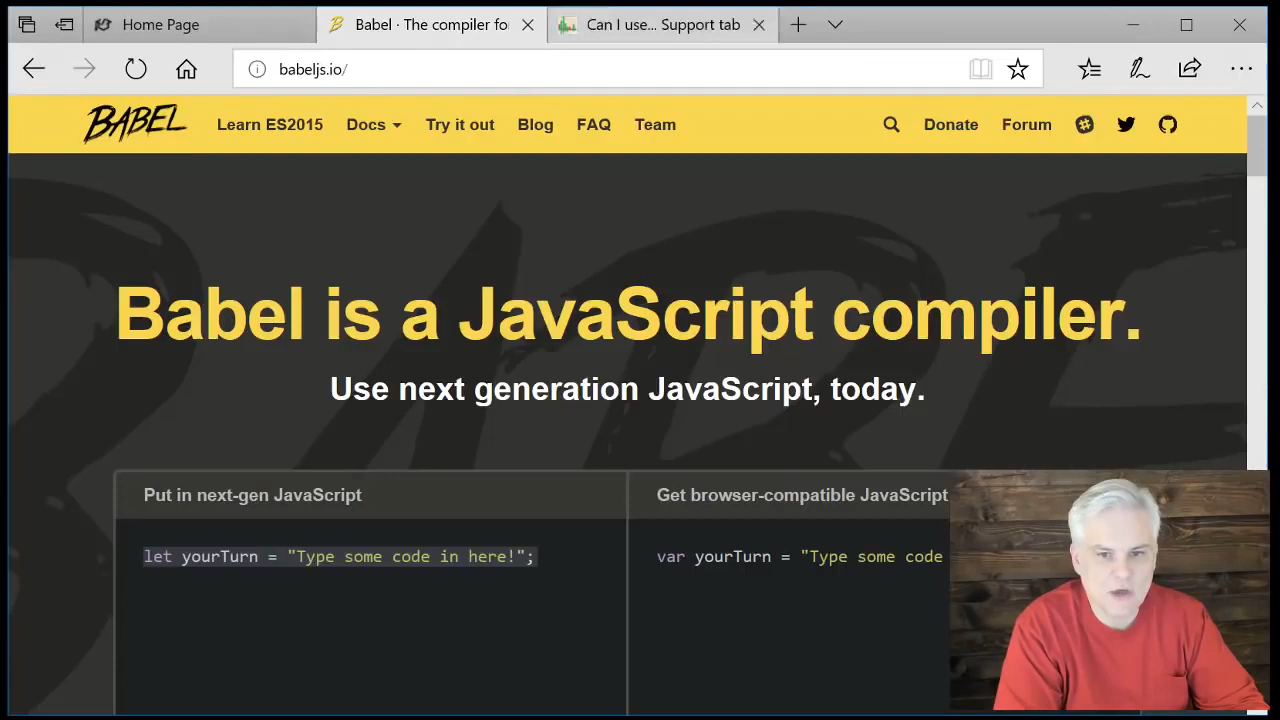 Home Page
Babel · The compiler fo
Can I use... Support tab
babeljs.io/
BABEL
Learn ES2015
Docs
Try it out
Blog
FAQ
Team
Donate
Forum
Babel is a JavaScript compiler.
Use next generation JavaScript, today.
Put in next-gen JavaScript
Get browser-compatible JavaScript
let yourTurn = "Type some code in here!";
var yourTurn = "Type some code